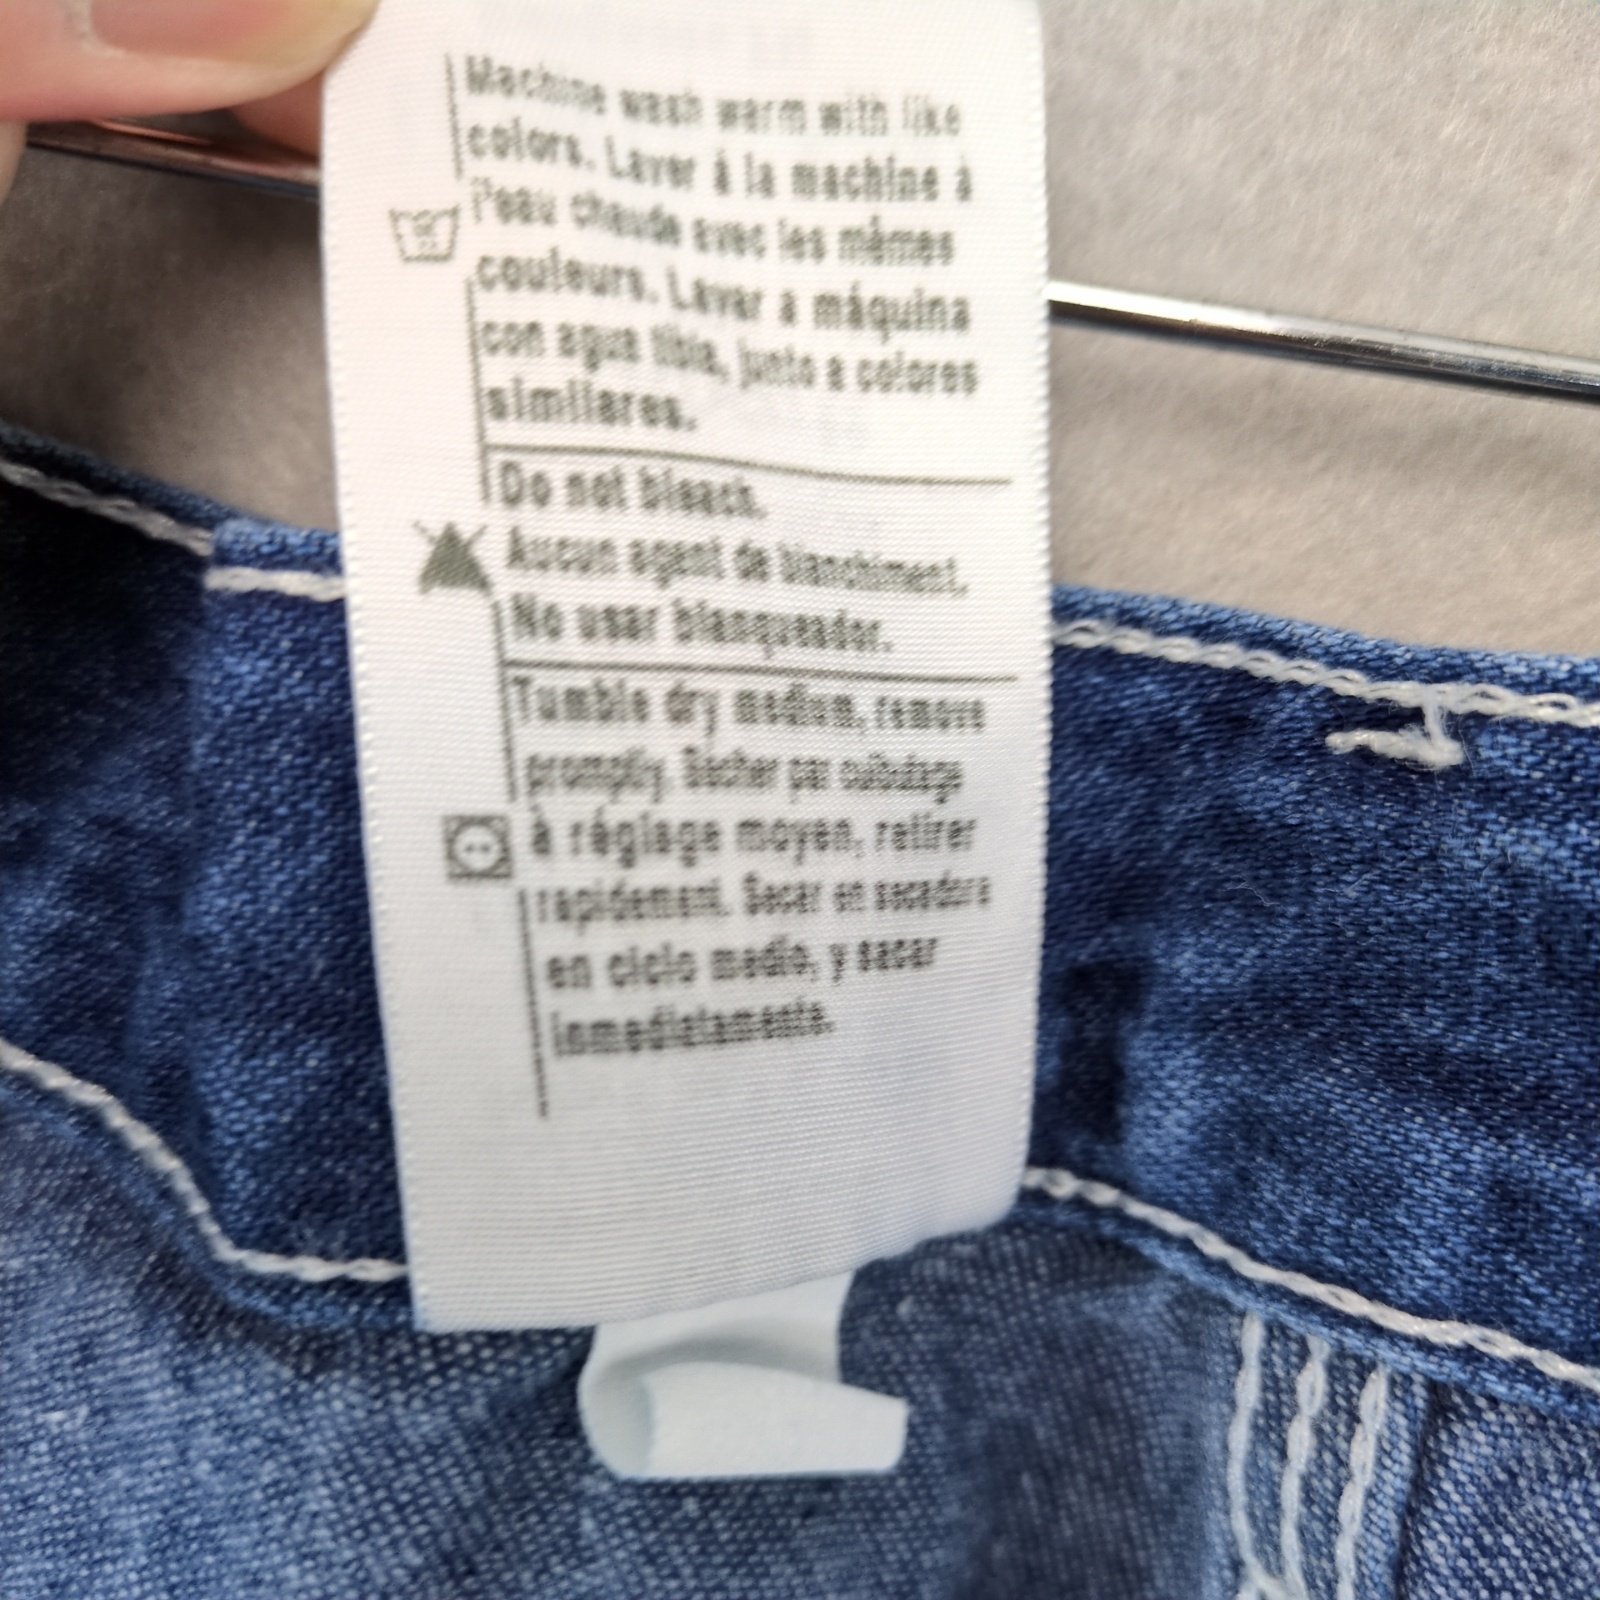 Machine wash warm with like
colors. Laver à la machine à
l'eau chaude avec les mêmes
couleurs. Lavar a máquina
con agua tibia, junto a colores
similares.
Do not bleach.
Aucun agent de blanchiment.
No usar blanqueador.
Tumble dry medium, remove
promptly. Sécher par culbutage
à réglage moyen, retirer
rapidement. Secar en secadora
en ciclo medio, y sacar
inmediatamente.